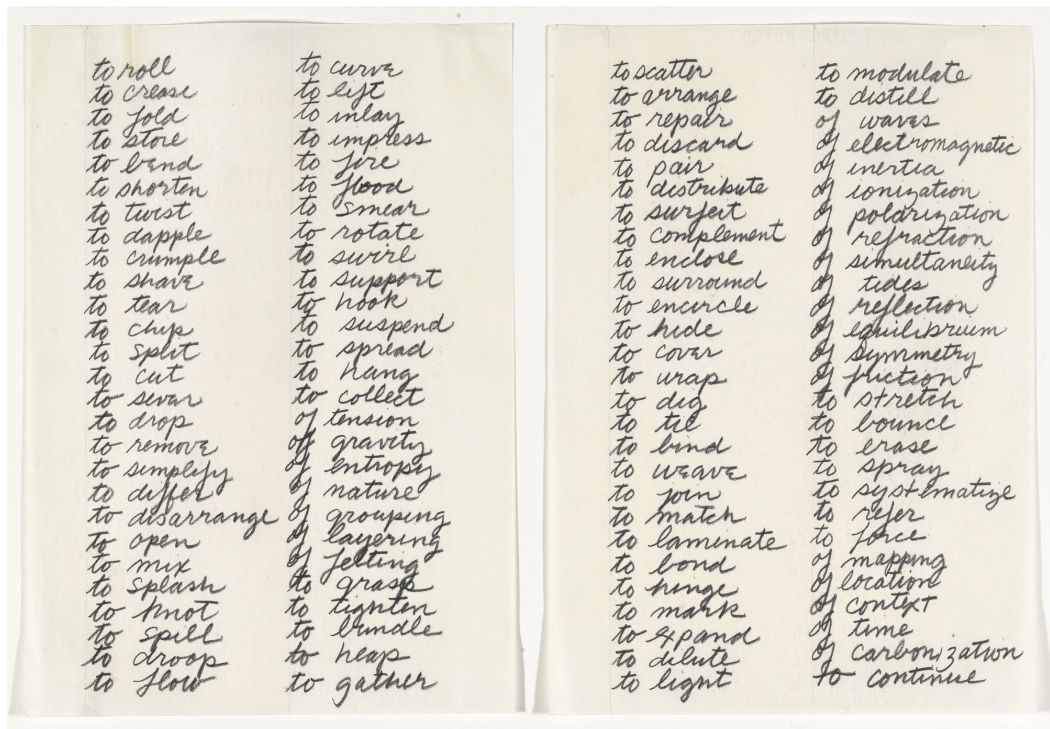 to roll
to crease
to fold
to store
to bend
to shorten
to twist
to dapple
to crumple
to shave
to tear
to chip
to split
to cut
to sever
to drop
to remove
to simplify
to differ
to disarrange
to open
to mix
to splash
to knot
to spill
to droop
to flow
to curve
to lift
to inlay
to impress
to fire
to flood
to smear
to rotate
to swirl
to support
to hook
to suspend
to spread
to hang
to collect
of tension
of gravity
of entropy
of nature
of grouping
of layering
of felting
to grasp
to tighten
to bundle
to heap
to gather
to scatter
to arrange
to repair
to discard
to pair
to distribute
to surfeit
to complement
to enclose
to surround
to encircle
to hide
to cover
to wrap
to dig
to tie
to bind
to weave
to join
to match
to laminate
to bond
to hinge
to mark
to expand
to dilute
to light
to modulate
to distill
of waves
of electromagnetic
of inertia
of ionization
of polarization
of refraction
of simultaneity
of tides
of reflection
of equilibrium
of symmetry
of friction
to stretch
to bounce
to erase
to spray
to systematize
to refer
to force
of mapping
of location
of context
of time
of carbonization
to continue